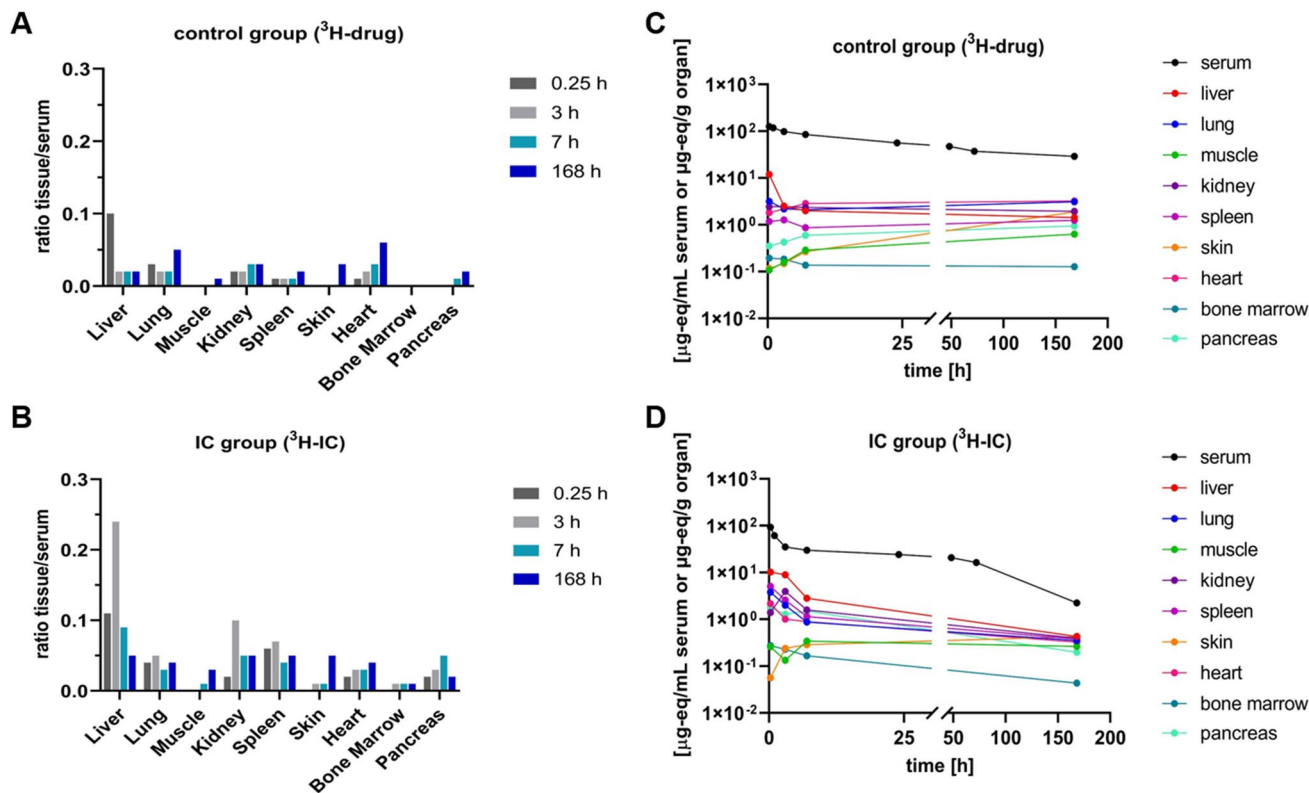 A
control group (³H-drug)
ratio tissue/serum
0.3
0.2
0.1
0.0
Liver
Lung
Muscle
Kidney
Spleen
Skin
Heart
Bone Marrow
Pancreas
0.25 h
3 h
7 h
168 h
B
IC group (³H-IC)
ratio tissue/serum
0.3
0.2
0.1
0.0
Liver
Lung
Muscle
Kidney
Spleen
Skin
Heart
Bone Marrow
Pancreas
0.25 h
3 h
7 h
168 h
C
control group (³H-drug)
[µg-eq/mL serum or µg-eq/g organ]
1×10³
1×10²
1×10¹
1×10⁰
1×10⁻¹
1×10⁻²
0
25
50
100
150
200
time [h]
serum
liver
lung
muscle
kidney
spleen
skin
heart
bone marrow
pancreas
D
IC group (³H-IC)
[µg-eq/mL serum or µg-eq/g organ]
1×10³
1×10²
1×10¹
1×10⁰
1×10⁻¹
1×10⁻²
0
25
50
100
150
200
time [h]
serum
liver
lung
muscle
kidney
spleen
skin
heart
bone marrow
pancreas